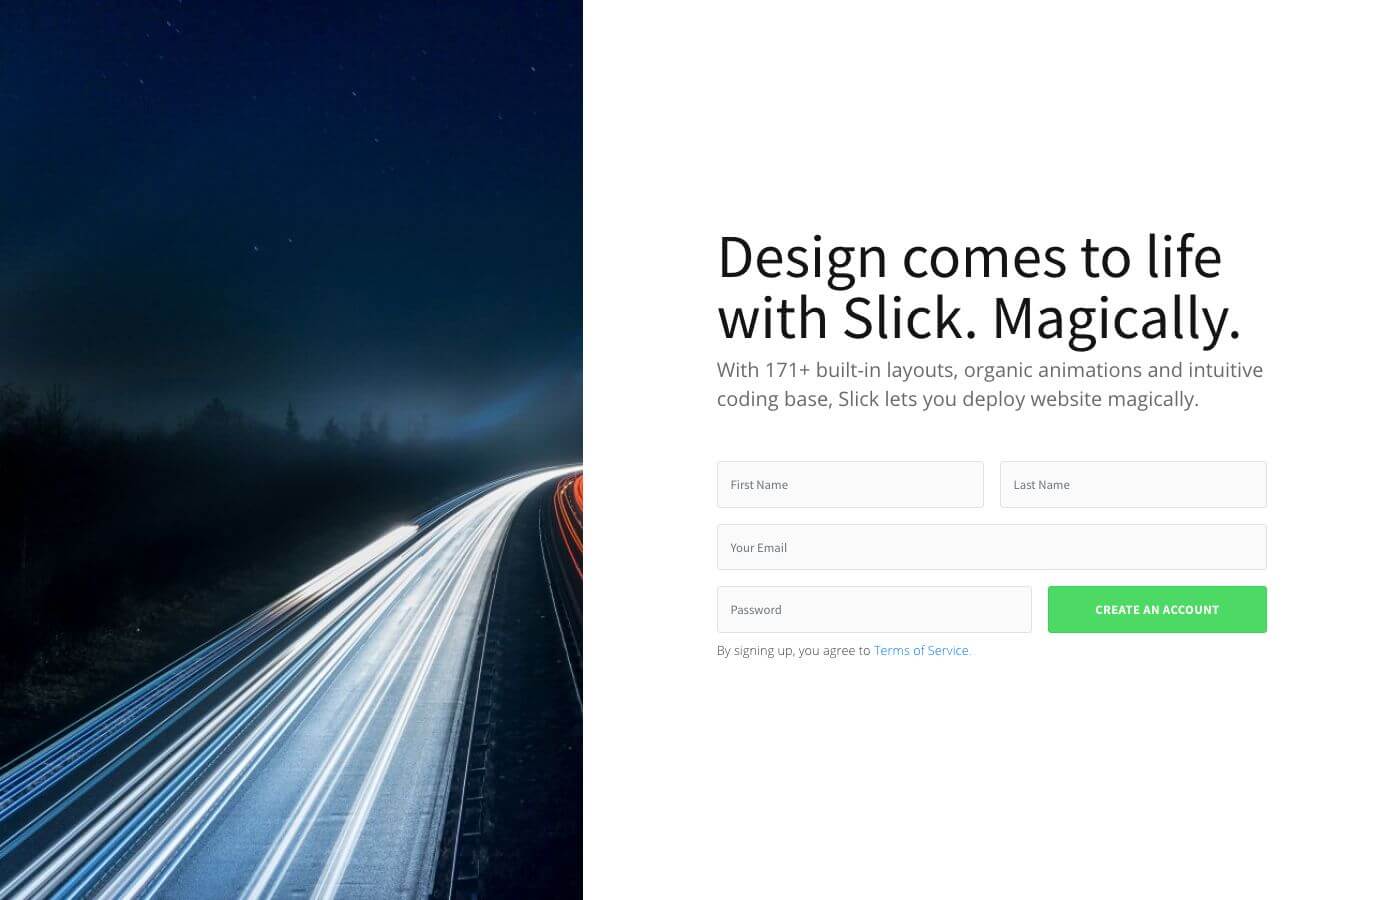 Design comes to life
with Slick. Magically.
With 171+ built-in layouts, organic animations and intuitive
coding base, Slick lets you deploy website magically.
First Name
Last Name
Your Email
Password
CREATE AN ACCOUNT
By signing up, you agree to Terms of Service.